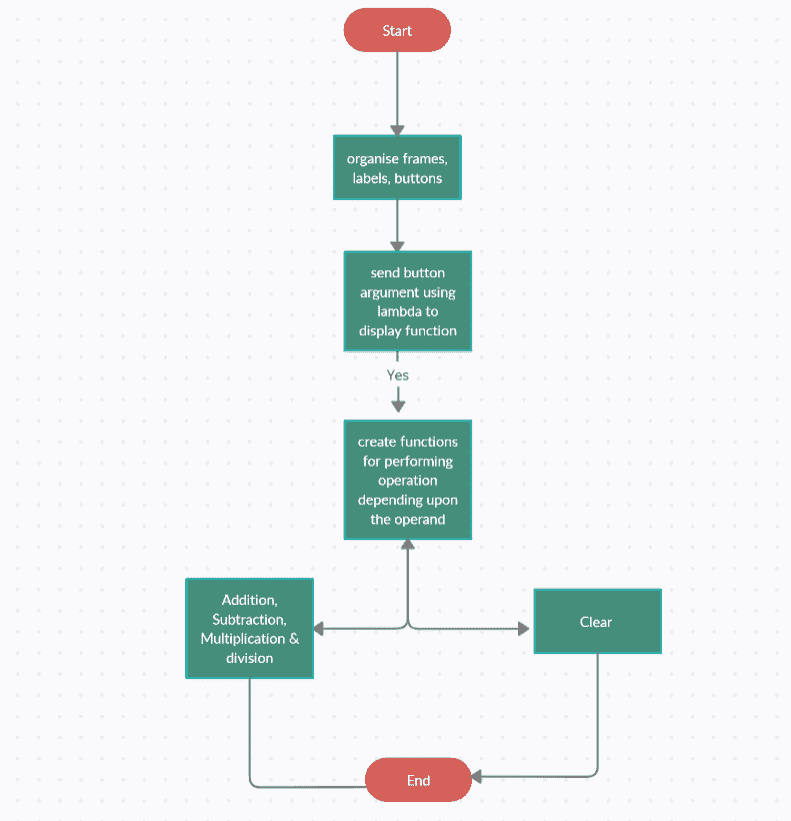 Start
organise frames,
labels, buttons
send button
argument using
lambda to
display function
Yes
create functions
for performing
operation
depending upon
the operand
Addition,
Subtraction,
Multiplication &
division
Clear
End